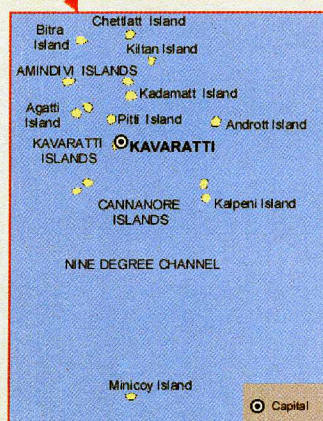 Chettlatt Island
Bitra
Island
Kiltan Island
AMINDIVI ISLANDS
Kadamatt Island
Agatti
Island
Pitti Island
Andrott Island
KAVARATTI
ISLANDS
KAVARATTI
CANNANORE
ISLANDS
Kalpeni Island
NINE DEGREE CHANNEL
Minicoy Island
Capital